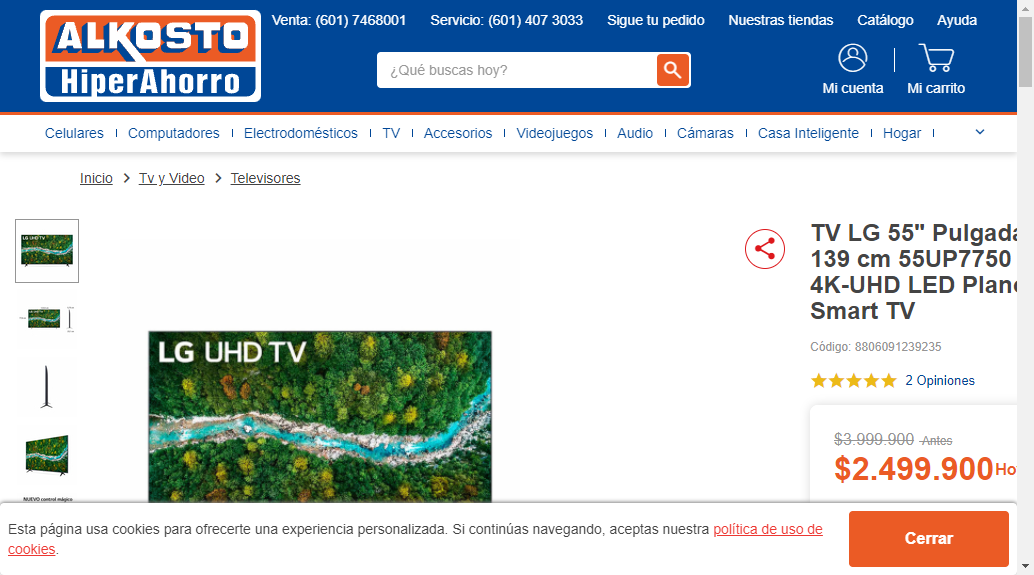 ALKOSTO
HiperAhorro
Venta: (601) 7468001 Servicio: (601) 407 3033 Sigue tu pedido Nuestras tiendas Catálogo Ayuda
¿Qué buscas hoy?
Mi cuenta Mi carrito
Celulares Computadores Electrodomésticos TV Accesorios Videojuegos Audio Cámaras Casa Inteligente Hogar
Inicio Tv y Video Televisores
LG UHD TV
NUEVO control mágico
LG UHD TV
TV LG 55" Pulgada
139 cm 55UP7750
4K-UHD LED Plano
Smart TV
Código: 8806091239235
2 Opiniones
$3.999.900 Antes
$2.499.900 Ho
Esta página usa cookies para ofrecerte una experiencia personalizada. Si continúas navegando, aceptas nuestra política de uso de
cookies.
Cerrar